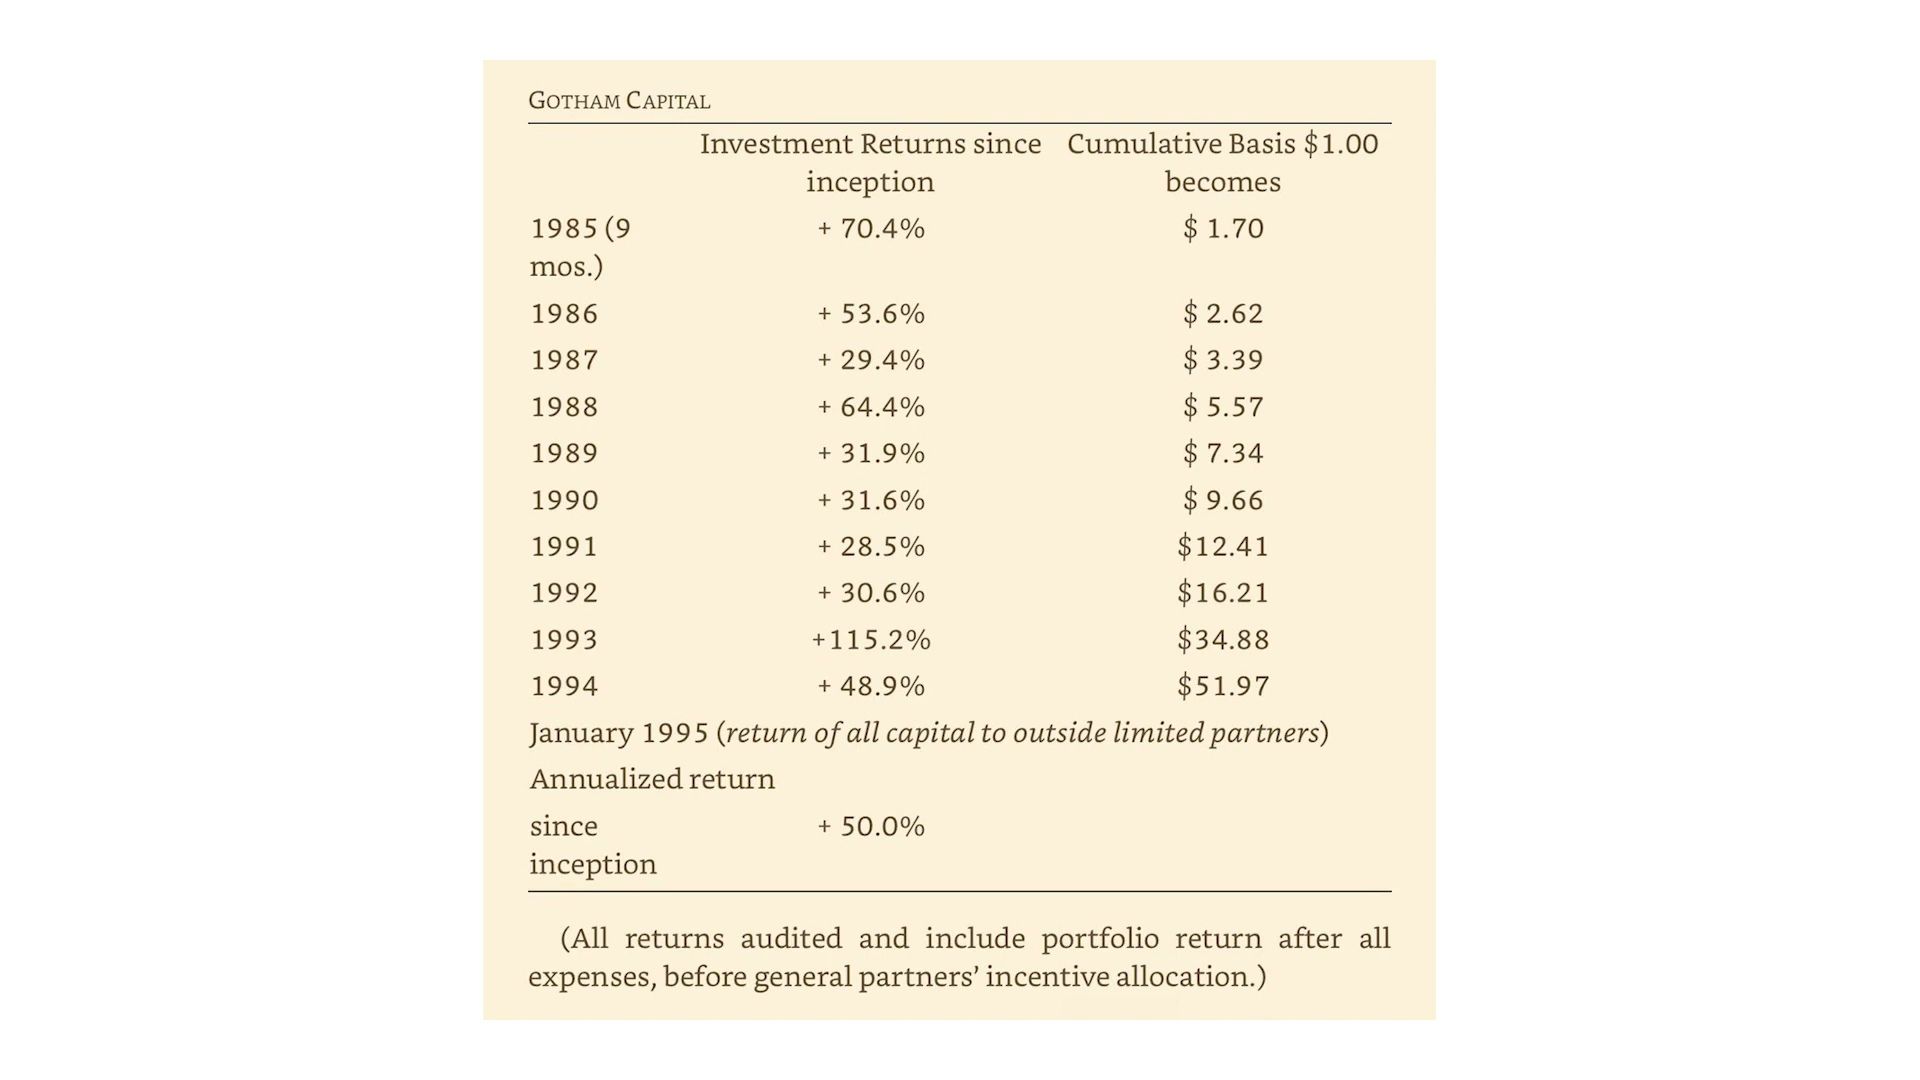 GOTHAM CAPITAL
Investment Returns since inception Cumulative Basis $1.00 becomes
1985 (9 mos.) + 70.4% $ 1.70
1986 + 53.6% $ 2.62
1987 + 29.4% $ 3.39
1988 + 64.4% $ 5.57
1989 + 31.9% $ 7.34
1990 + 31.6% $ 9.66
1991 + 28.5% $12.41
1992 + 30.6% $16.21
1993 +115.2% $34.88
1994 + 48.9% $51.97
January 1995 (return of all capital to outside limited partners)
Annualized return
since inception + 50.0%
(All returns audited and include portfolio return after all
expenses, before general partners’ incentive allocation.)